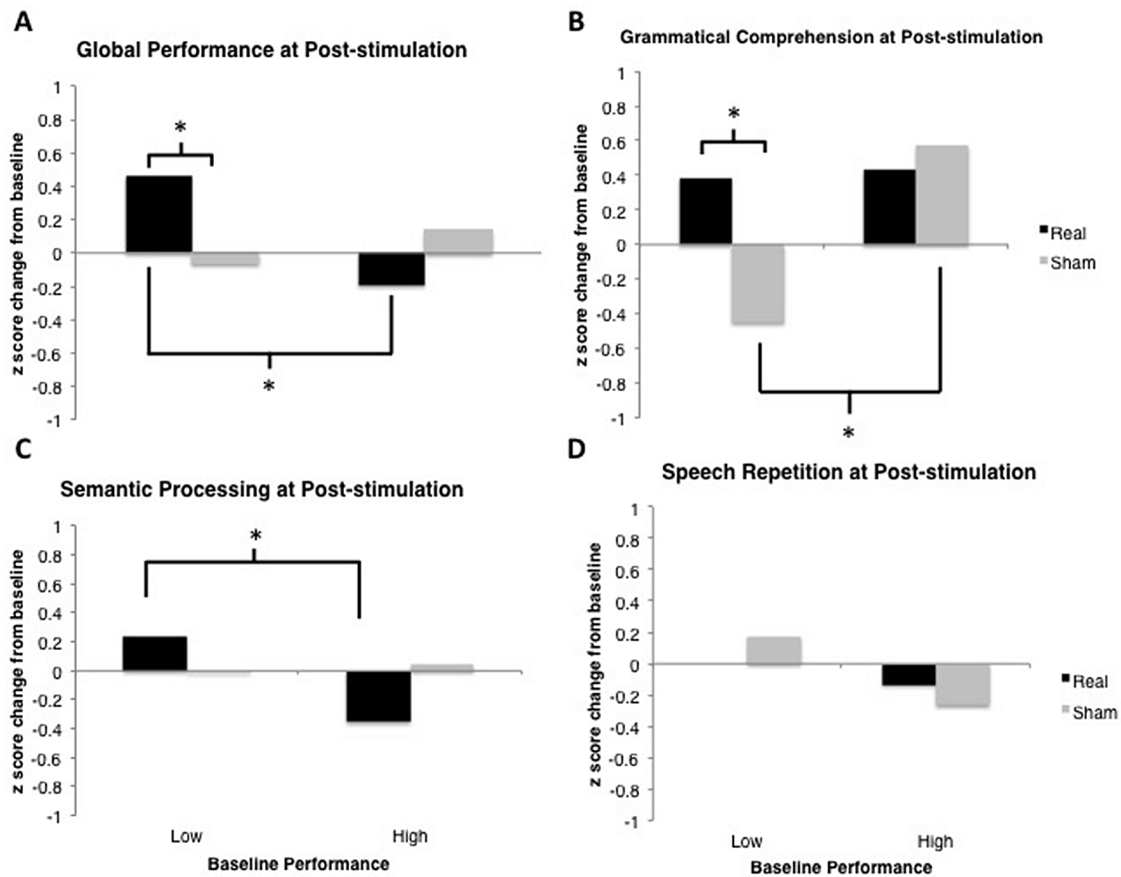 A
Global Performance at Post-stimulation
z score change from baseline
1
0.8
0.6
0.4
0.2
0
-0.2
-0.4
-0.6
-0.8
-1
*
*
B
Grammatical Comprehension at Post-stimulation
z score change from baseline
1
0.8
0.6
0.4
0.2
0
-0.2
-0.4
-0.6
-0.8
-1
*
*
Real
Sham
C
Semantic Processing at Post-stimulation
z score change from baseline
1
0.8
0.6
0.4
0.2
0
-0.2
-0.4
-0.6
-0.8
-1
*
Low High
Baseline Performance
D
Speech Repetition at Post-stimulation
z score change from baseline
1
0.8
0.6
0.4
0.2
0
-0.2
-0.4
-0.6
-0.8
-1
Low High
Baseline Performance
Real
Sham